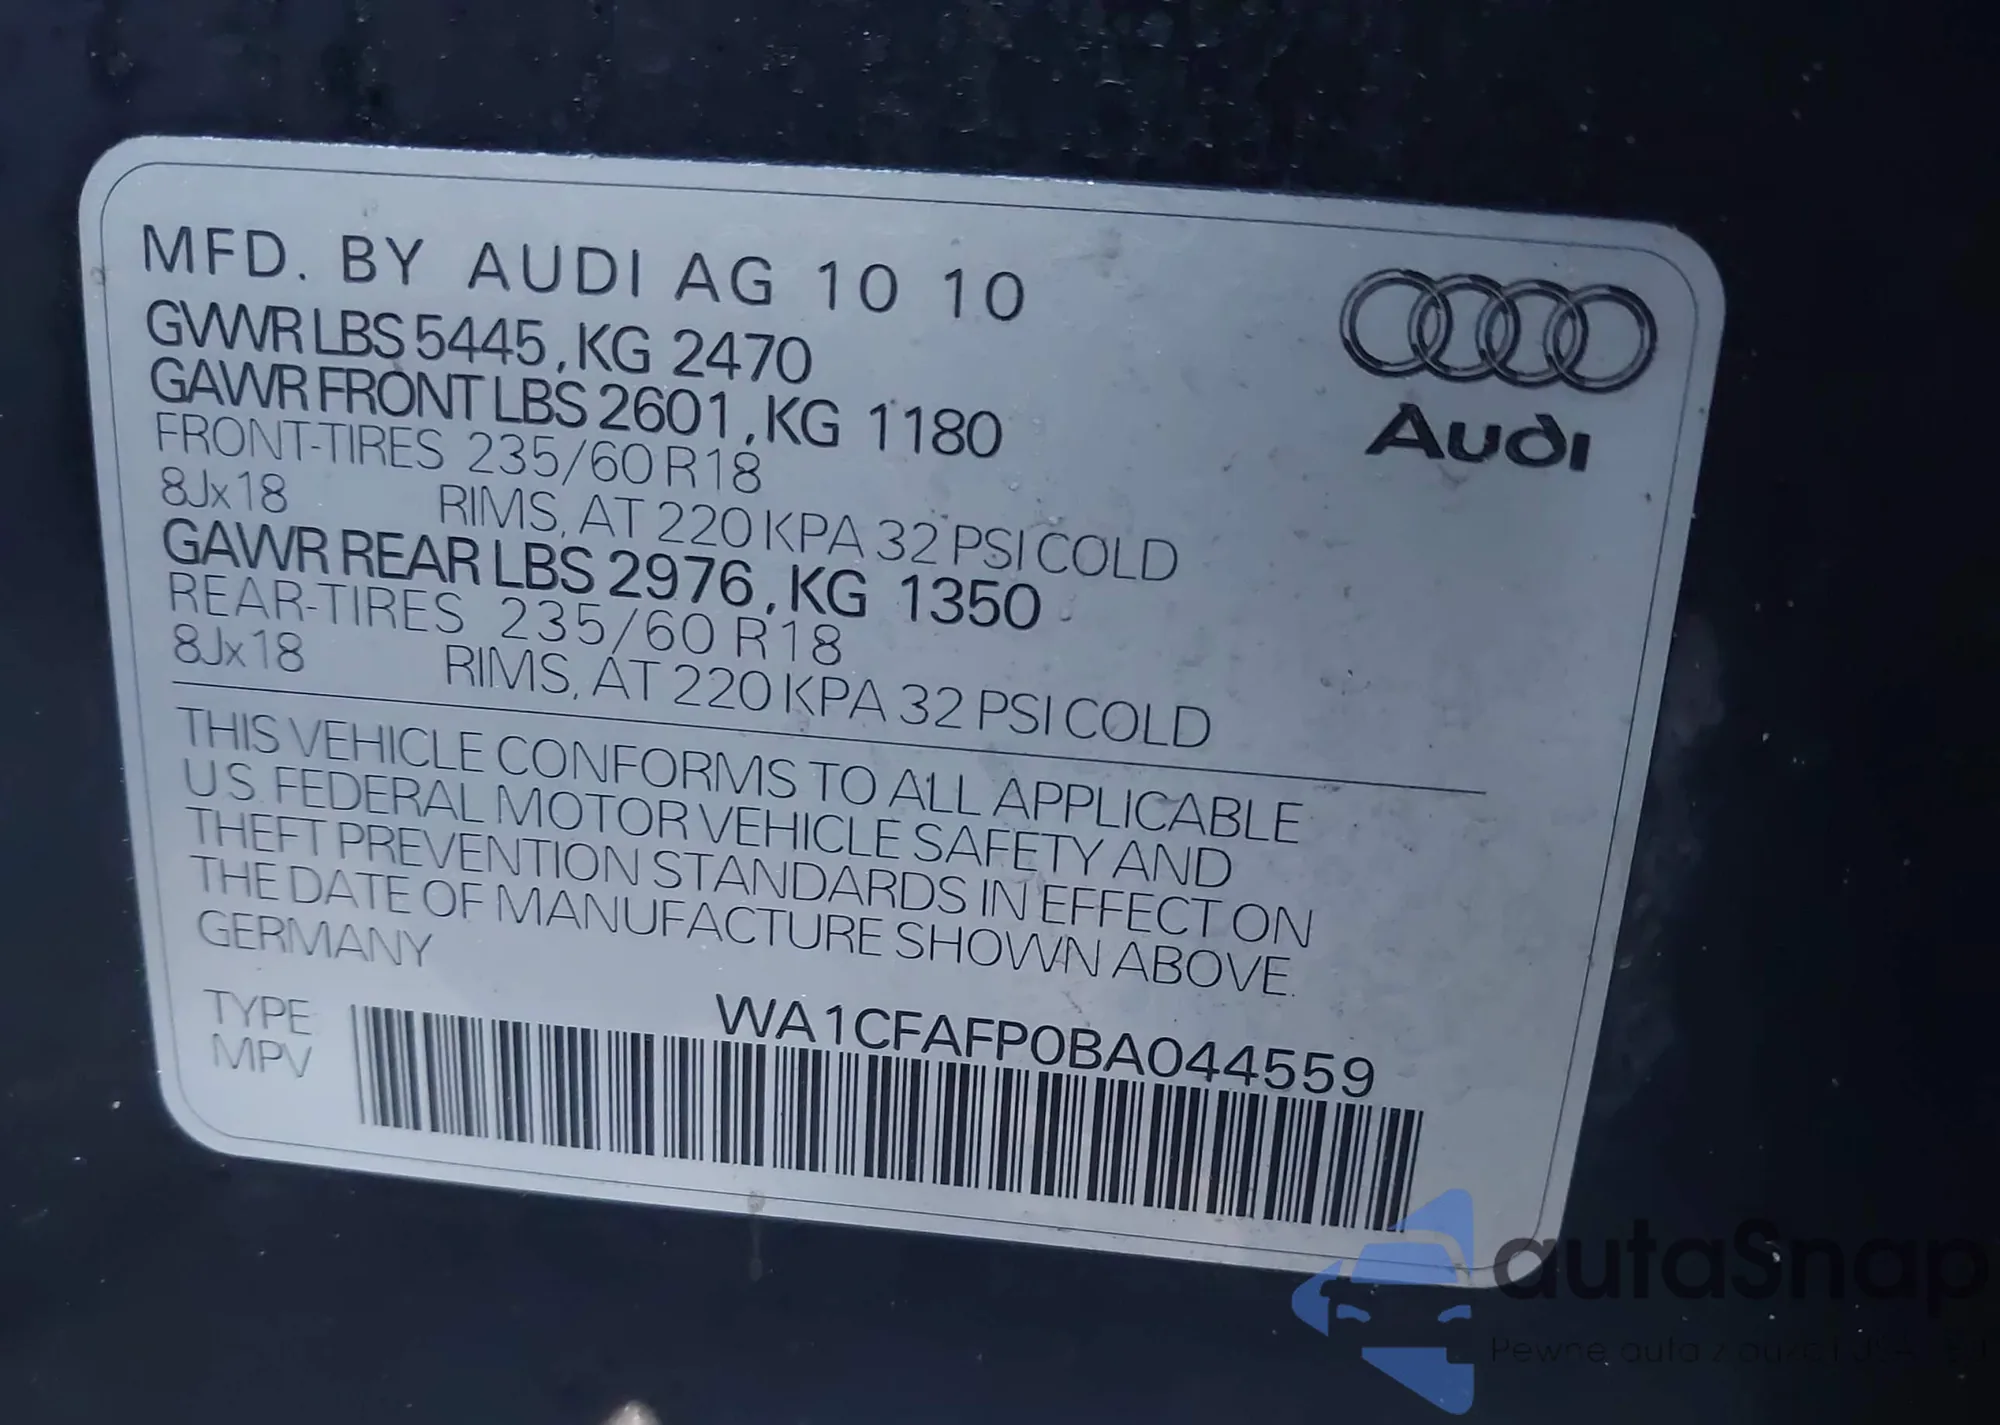 MFD. BY AUDI AG 10 10
GVWR LBS 5445, KG 2470
GAWR FRONT LBS 2601, KG 1180
FRONT-TIRES 235/60 R18
8Jx18 RIMS, AT 220 KPA 32 PSI COLD
GAWR REAR LBS 2976, KG 1350
REAR-TIRES 235/60 R18
8Jx18 RIMS, AT 220 KPA 32 PSI COLD
Audi
THIS VEHICLE CONFORMS TO ALL APPLICABLE
U.S. FEDERAL MOTOR VEHICLE SAFETY AND
THEFT PREVENTION STANDARDS IN EFFECT ON
THE DATE OF MANUFACTURE SHOWN ABOVE.
GERMANY
TYPE
MPV
WA1CFAFP0BA044559
autaSnap
Pewne auta z